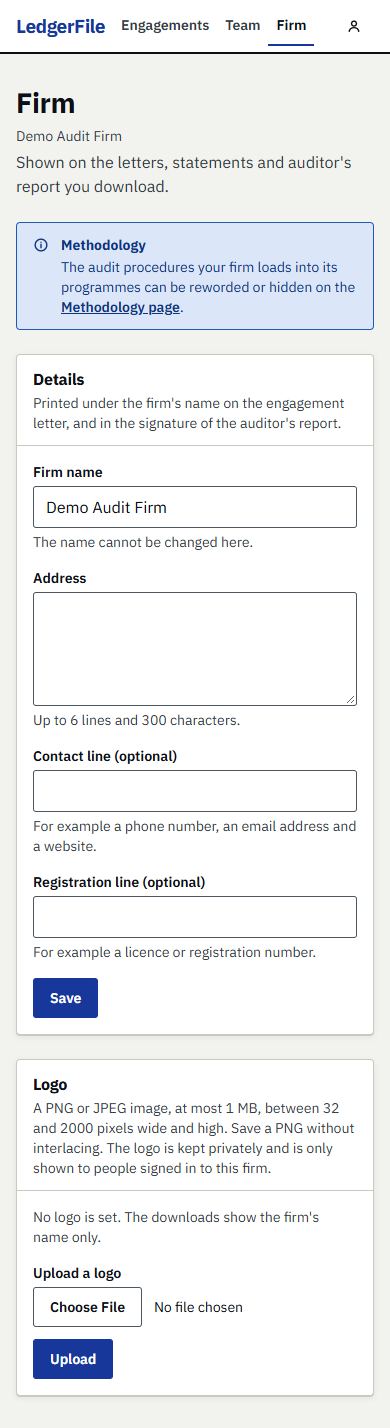 LedgerFile Engagements Team Firm
Firm
Demo Audit Firm
Shown on the letters, statements and auditor's
report you download.
Methodology
The audit procedures your firm loads into its
programmes can be reworded or hidden on the
Methodology page.
Details
Printed under the firm's name on the engagement
letter, and in the signature of the auditor's report.
Firm name
Demo Audit Firm
The name cannot be changed here.
Address
Up to 6 lines and 300 characters.
Contact line (optional)
For example a phone number, an email address and
a website.
Registration line (optional)
For example a licence or registration number.
Save
Logo
A PNG or JPEG image, at most 1 MB, between 32
and 2000 pixels wide and high. Save a PNG without
interlacing. The logo is kept privately and is only
shown to people signed in to this firm.
No logo is set. The downloads show the firm's
name only.
Upload a logo
Choose File No file chosen
Upload